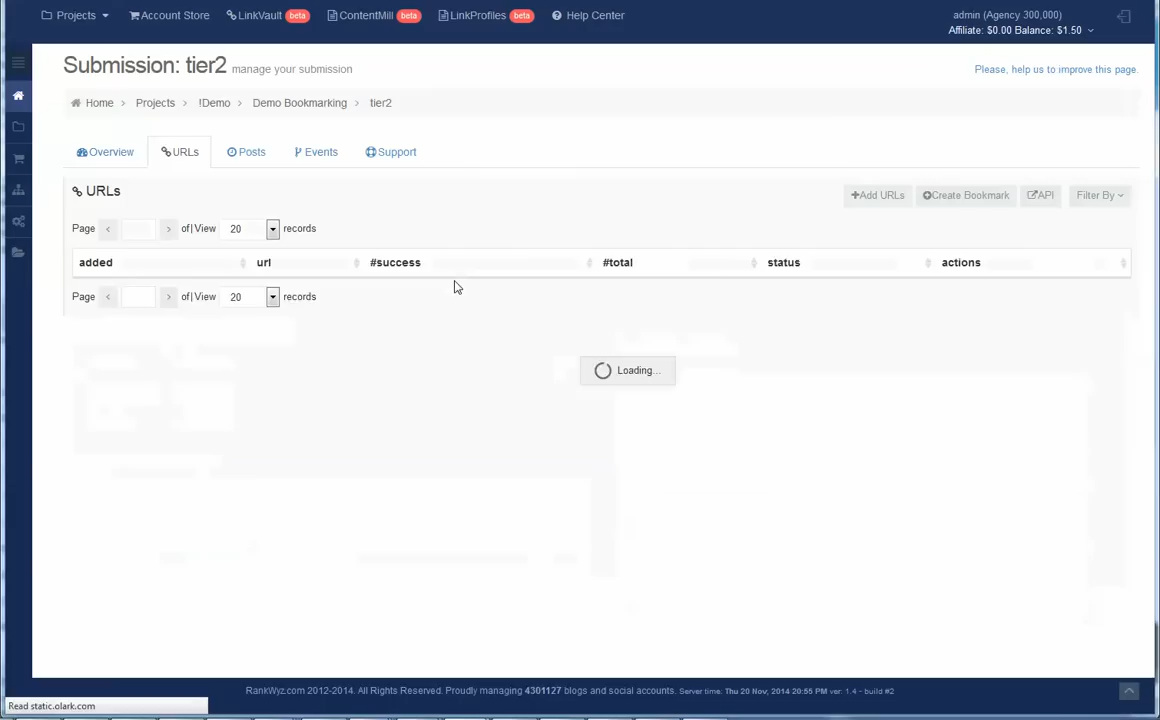 Projects Account Store LinkVault beta ContentMill beta LinkProfiles beta Help Center admin (Agency 300,000)
Affiliate: $0.00 Balance: $1.50
Submission: tier2 manage your submission
Please, help us to improve this page.
Home > Projects > !Demo > Demo Bookmarking > tier2
Overview URLs Posts Events Support
URLs
+Add URLs Create Bookmark API Filter By
Page < > of| View 20 records
added url #success #total status actions
Page < > of| View 20 records
Loading...
RankWyz.com 2012-2014. All Rights Reserved. Proudly managing 4301127 blogs and social accounts. Server time: Thu 20 Nov, 2014 20:55 PM ver: 1.4 - build #2
Read static.olark.com